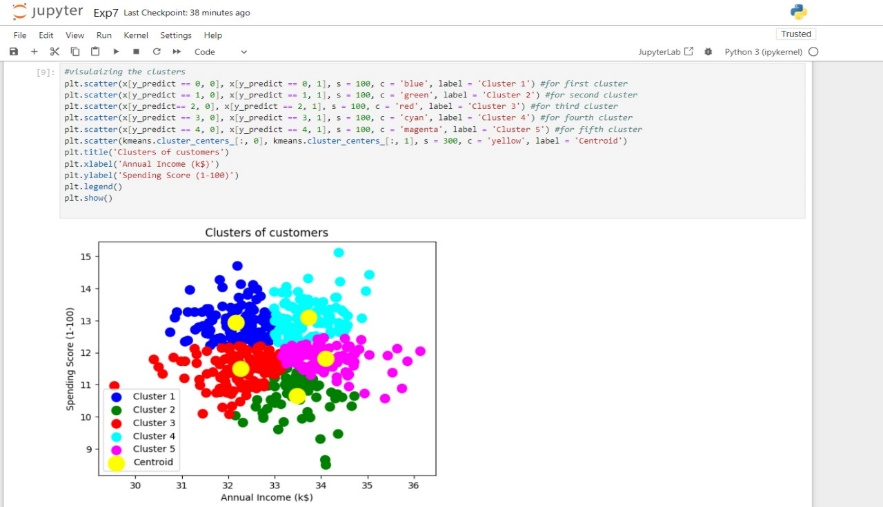 jupyter Exp7 Last Checkpoint: 38 minutes ago
File Edit View Run Kernel Settings Help Trusted
Code JupyterLab Python 3 (ipykernel)
[9]: #visulaizing the clusters
plt.scatter(x[y_predict == 0, 0], x[y_predict == 0, 1], s = 100, c = 'blue', label = 'Cluster 1') #for first cluster
plt.scatter(x[y_predict == 1, 0], x[y_predict == 1, 1], s = 100, c = 'green', label = 'Cluster 2') #for second cluster
plt.scatter(x[y_predict== 2, 0], x[y_predict == 2, 1], s = 100, c = 'red', label = 'Cluster 3') #for third cluster
plt.scatter(x[y_predict == 3, 0], x[y_predict == 3, 1], s = 100, c = 'cyan', label = 'Cluster 4') #for fourth cluster
plt.scatter(x[y_predict == 4, 0], x[y_predict == 4, 1], s = 100, c = 'magenta', label = 'Cluster 5') #for fifth cluster
plt.scatter(kmeans.cluster_centers_[:, 0], kmeans.cluster_centers_[:, 1], s = 300, c = 'yellow', label = 'Centroid')
plt.title('Clusters of customers')
plt.xlabel('Annual Income (k$)')
plt.ylabel('Spending Score (1-100)')
plt.legend()
plt.show()
Clusters of customers
Spending Score (1-100)
15
14
13
12
11
10
9
Cluster 1
Cluster 2
Cluster 3
Cluster 4
Cluster 5
Centroid
30 31 32 33 34 35 36
Annual Income (k$)